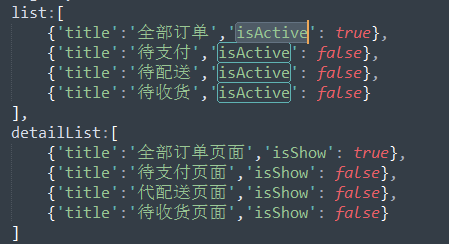 list:[
{'title':'全部订单','isActive': true},
{'title':'待支付','isActive': false},
{'title':'待配送','isActive': false},
{'title':'待收货','isActive': false}
],
detailList:[
{'title':'全部订单页面','isShow': true},
{'title':'待支付页面','isShow': false},
{'title':'代配送页面','isShow': false},
{'title':'待收货页面','isShow': false}
]